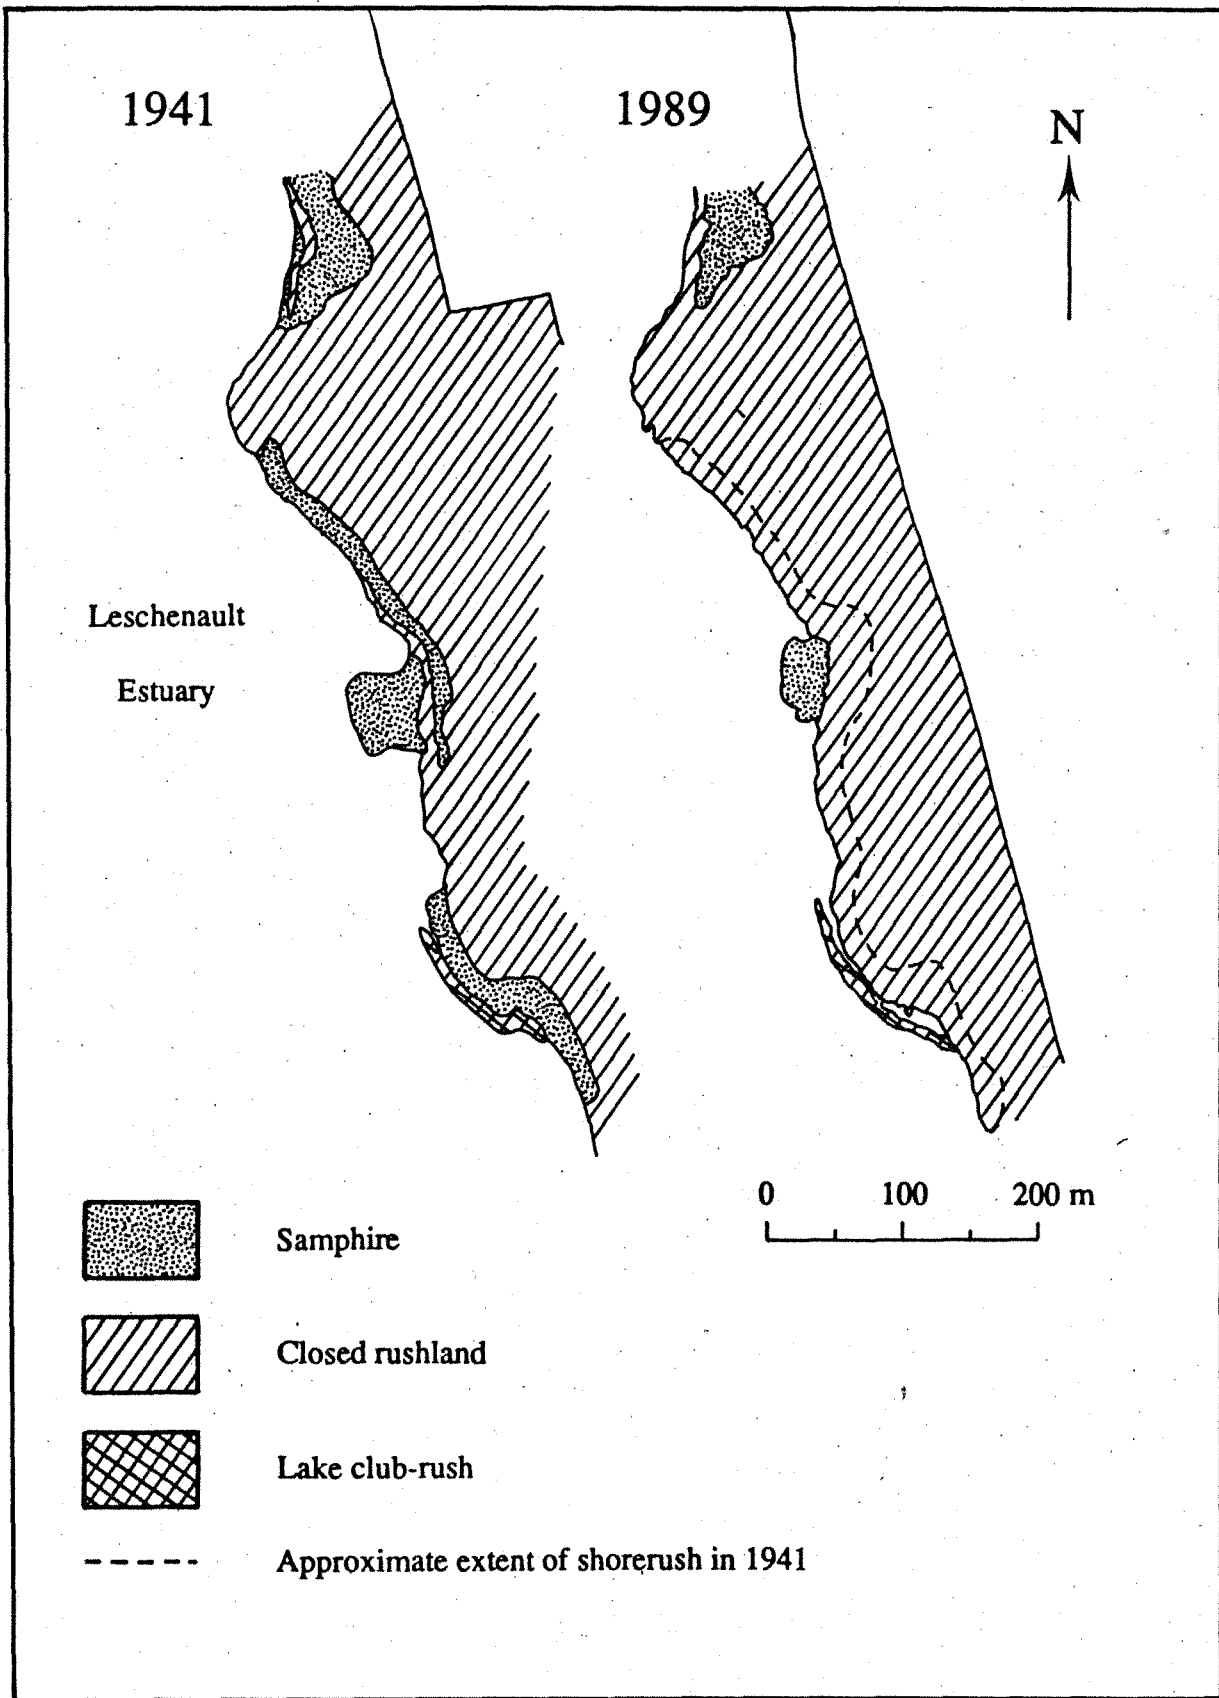 1941
1989
N
Leschenault
Estuary
0 100 200 m
Samphire
Closed rushland
Lake club-rush
Approximate extent of shorerush in 1941